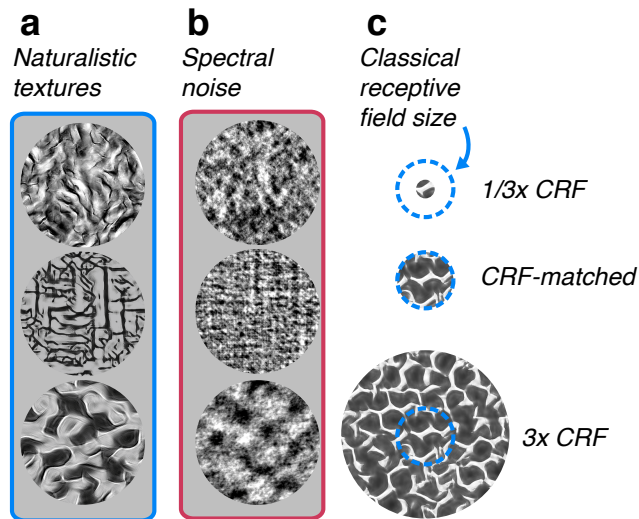 a
Naturalistic
textures
b
Spectral
noise
c
Classical
receptive
field size
1/3x CRF
CRF-matched
3x CRF